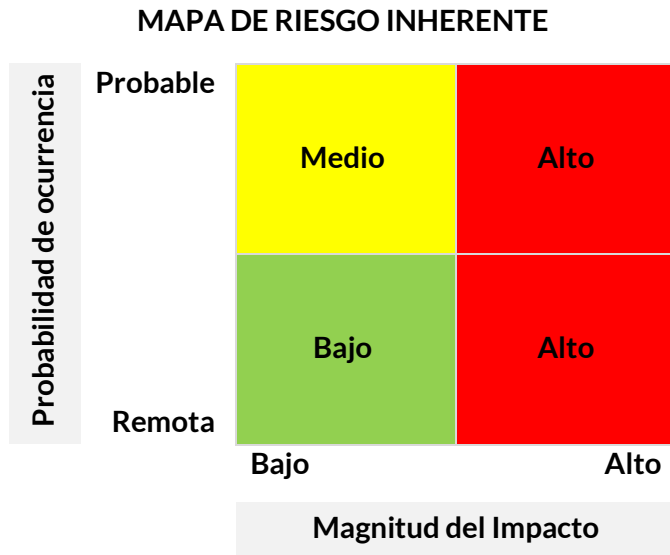 MAPA DE RIESGO INHERENTE
Probabilidad de ocurrencia
Probable
Medio
Alto
Bajo
Alto
Remota
Bajo
Alto
Magnitud del Impacto